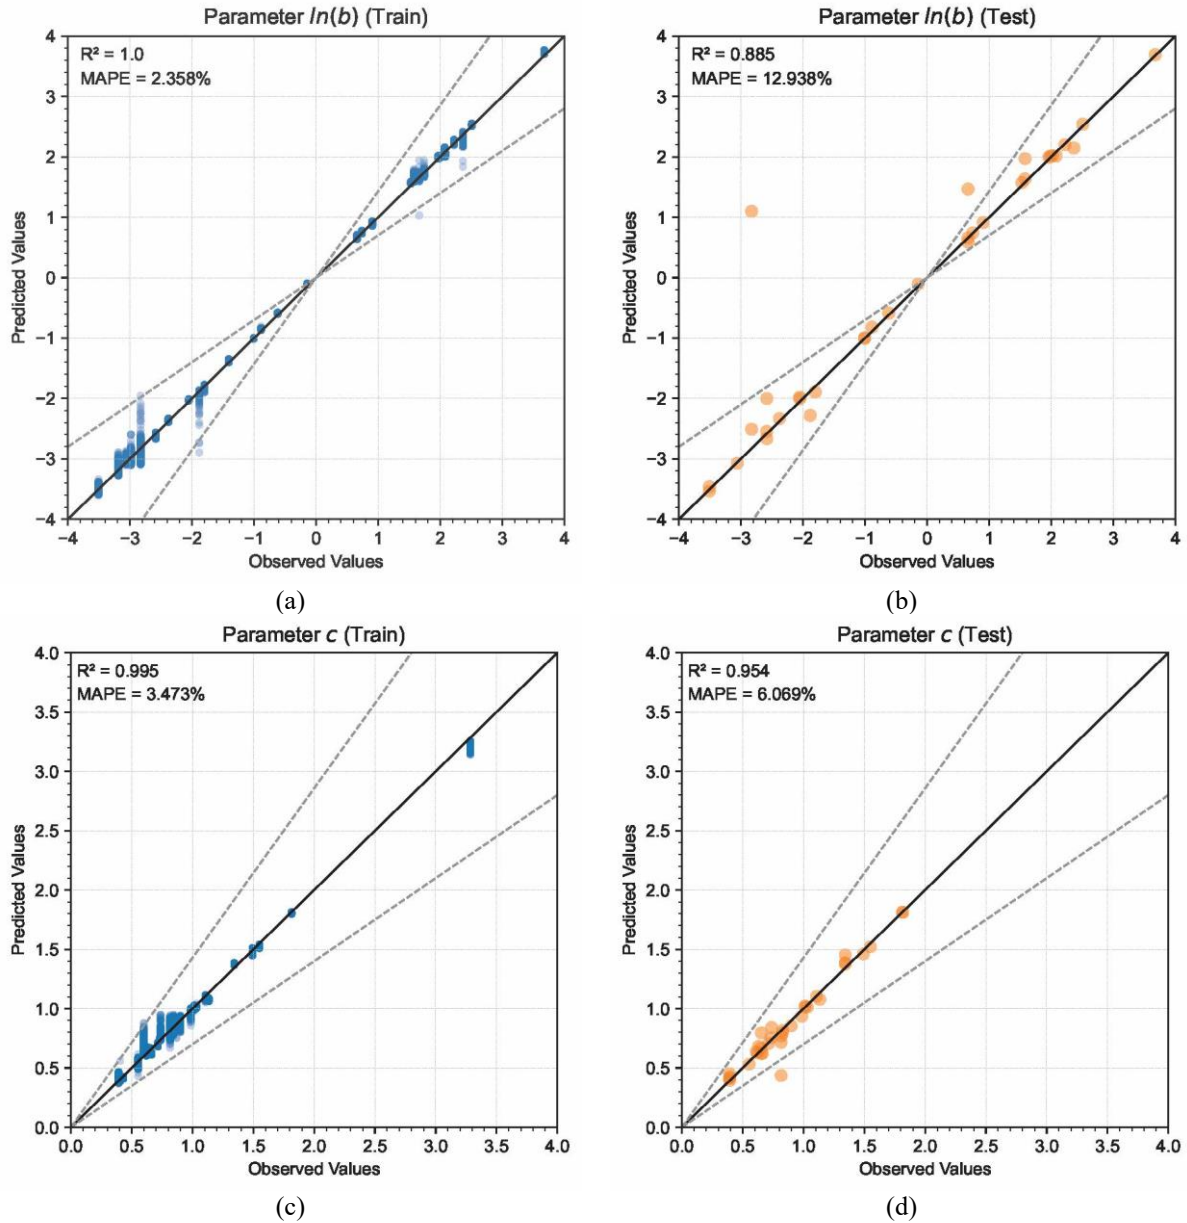 Parameter ln(b) (Train)
R² = 1.0
MAPE = 2.358%
4
3
2
1
0
−1
−2
−3
−4
Predicted Values
−4 −3 −2 −1 0 1 2 3 4
Observed Values
(a)
Parameter ln(b) (Test)
R² = 0.885
MAPE = 12.938%
4
3
2
1
0
−1
−2
−3
−4
Predicted Values
−4 −3 −2 −1 0 1 2 3 4
Observed Values
(b)
Parameter c (Train)
R² = 0.995
MAPE = 3.473%
4.0
3.5
3.0
2.5
2.0
1.5
1.0
0.5
0.0
Predicted Values
0.0 0.5 1.0 1.5 2.0 2.5 3.0 3.5 4.0
Observed Values
(c)
Parameter c (Test)
R² = 0.954
MAPE = 6.069%
4.0
3.5
3.0
2.5
2.0
1.5
1.0
0.5
0.0
Predicted Values
0.0 0.5 1.0 1.5 2.0 2.5 3.0 3.5 4.0
Observed Values
(d)